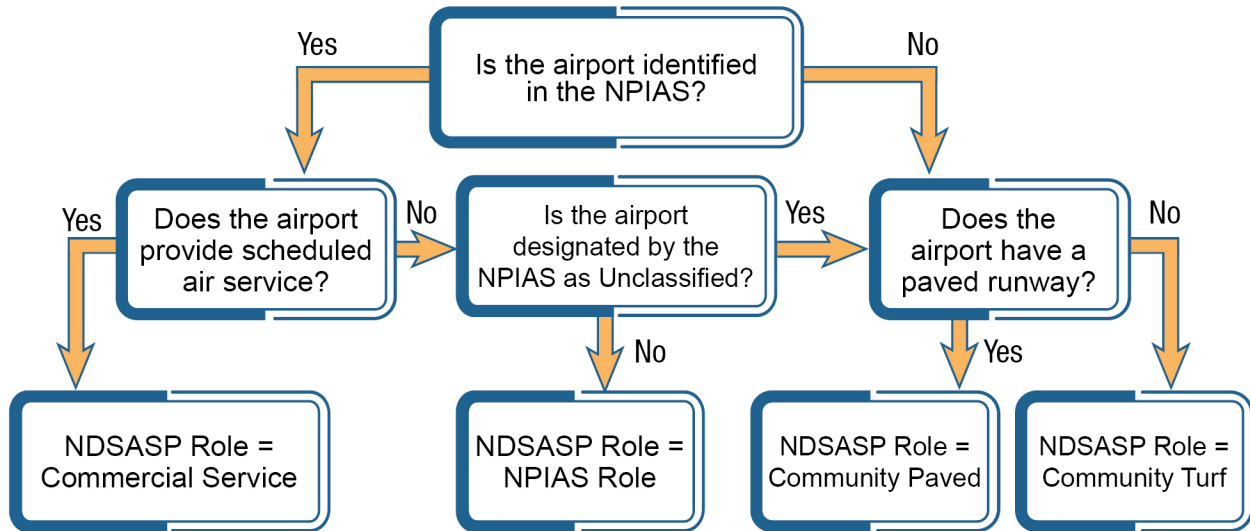 Is the airport identified
in the NPIAS?
Yes
No
Does the airport
provide scheduled
air service?
Yes
No
Is the airport
designated by the
NPIAS as Unclassified?
Yes
No
Does the
airport have a
paved runway?
No
Yes
NDSASP Role =
Commercial Service
NDSASP Role =
NPIAS Role
NDSASP Role =
Community Paved
NDSASP Role =
Community Turf